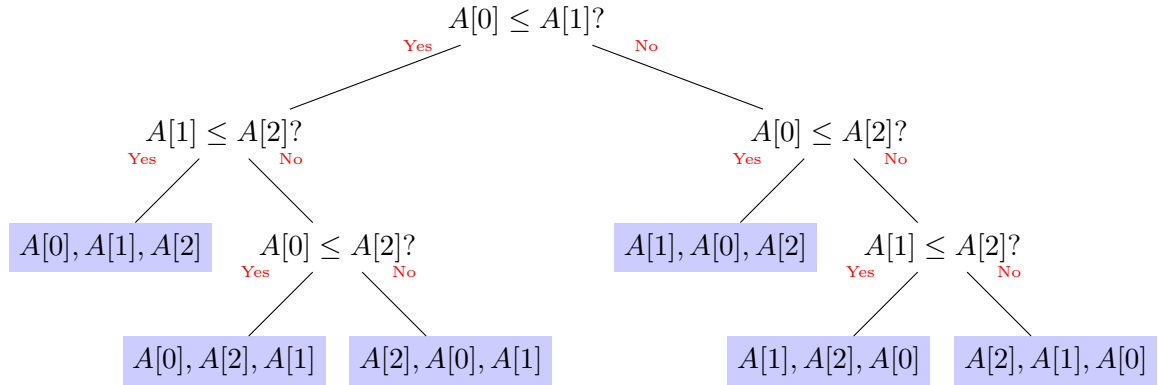 A[0] ≤ A[1]?
Yes No
A[1] ≤ A[2]? A[0] ≤ A[2]?
Yes No Yes No
A[0], A[1], A[2] A[0] ≤ A[2]? A[1], A[0], A[2] A[1] ≤ A[2]?
Yes No Yes No
A[0], A[2], A[1] A[2], A[0], A[1] A[1], A[2], A[0] A[2], A[1], A[0]